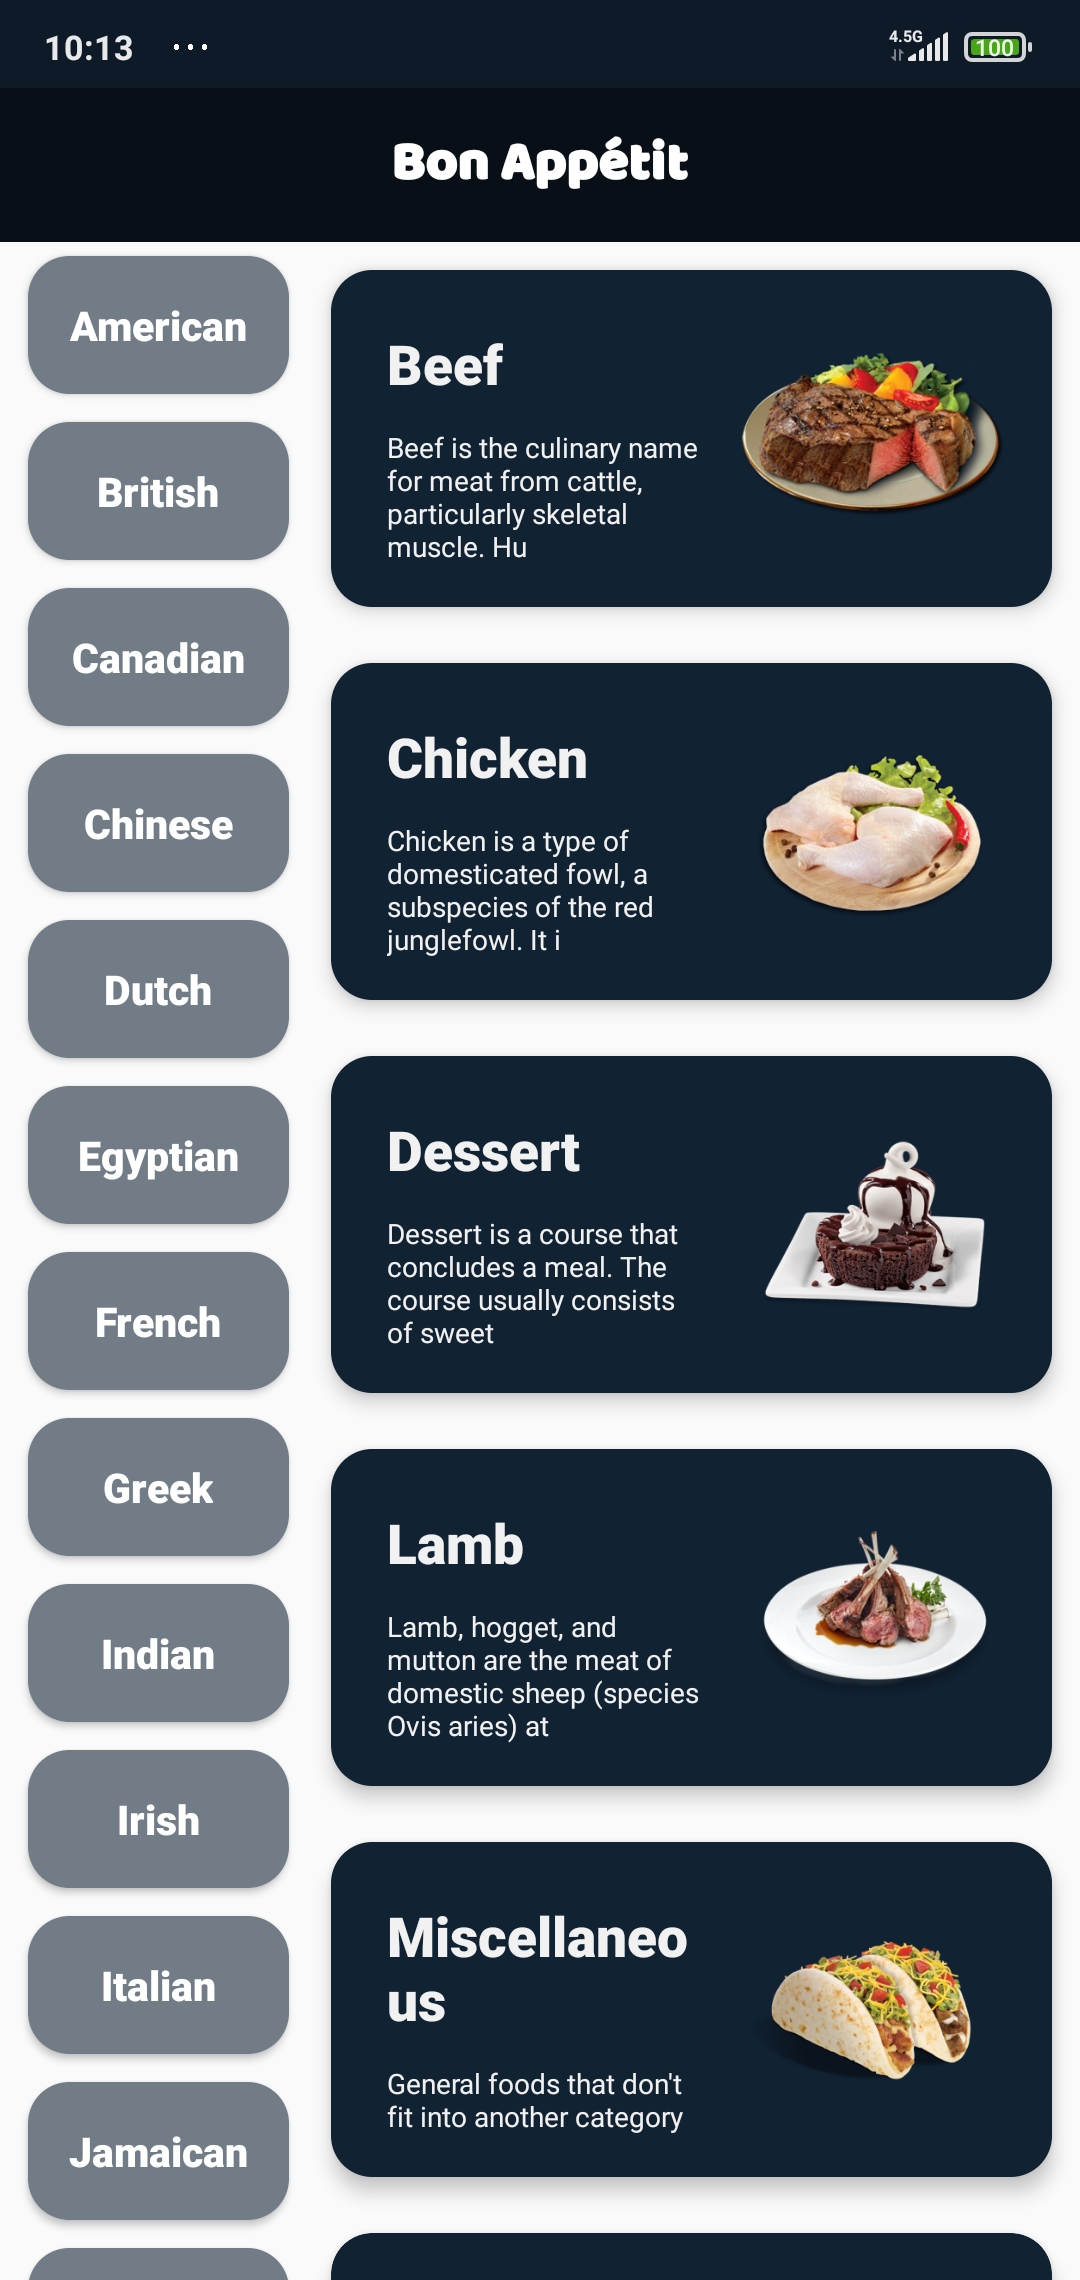 10:13 ...
4.5G
100
Bon Appétit
American
British
Canadian
Chinese
Dutch
Egyptian
French
Greek
Indian
Irish
Italian
Jamaican
Beef
Beef is the culinary name
for meat from cattle,
particularly skeletal
muscle. Hu
Chicken
Chicken is a type of
domesticated fowl, a
subspecies of the red
junglefowl. It i
Dessert
Dessert is a course that
concludes a meal. The
course usually consists
of sweet
Lamb
Lamb, hogget, and
mutton are the meat of
domestic sheep (species
Ovis aries) at
Miscellaneo
us
General foods that don't
fit into another category